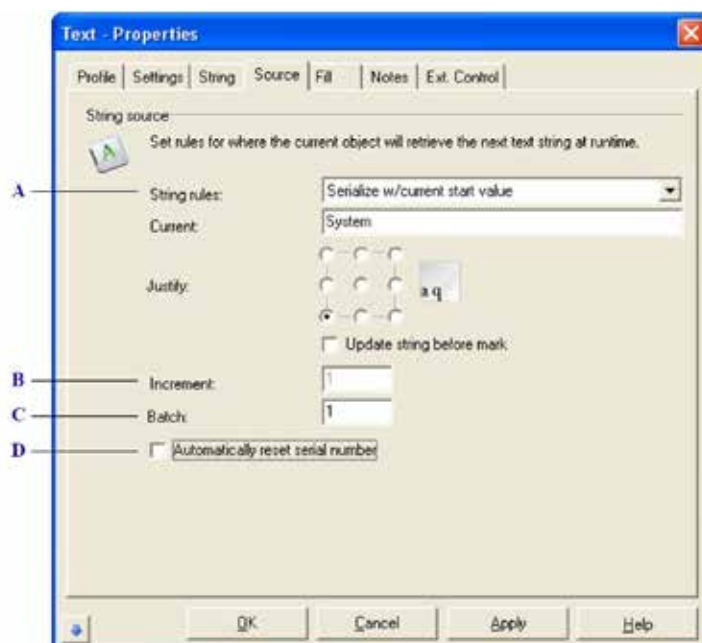 Text - Properties
Profile Settings String Source Fill Notes Ext. Control
String source
Set rules for where the current object will retrieve the next text string at runtime.
A
A String rules: Serialize w/current start value
Current: System
Justify: a q
Update string before mark
B Increment: 1
C Batch: 1
D Automatically reset serial number
OK Cancel Apply Help